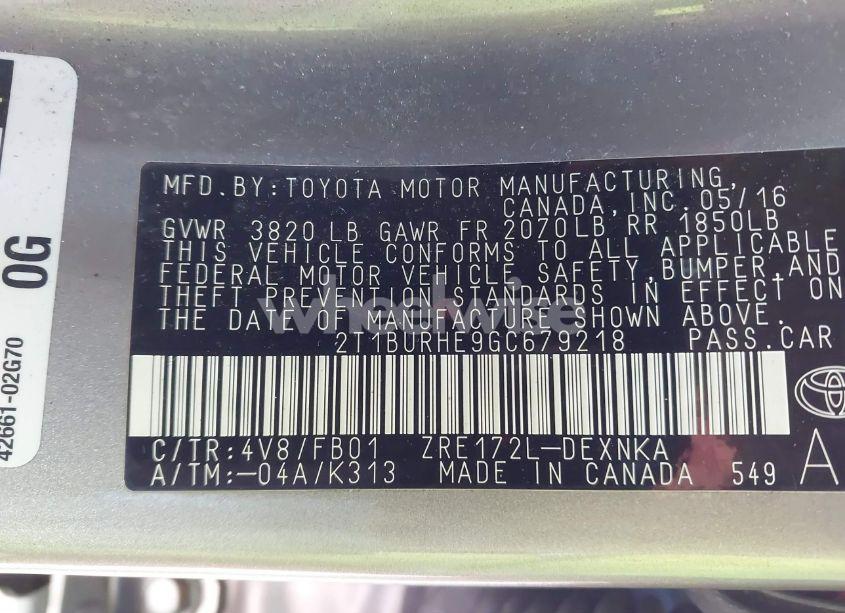 MFD. BY: TOYOTA MOTOR MANUFACTURING,
CANADA, INC. 05/16
GVWR 3820 LB GAWR FR 2070LB, RR 1850LB
THIS VEHICLE CONFORMS TO ALL APPLICABLE
FEDERAL MOTOR VEHICLE SAFETY, BUMPER, AND
THEFT PREVENTION STANDARDS IN EFFECT ON
THE DATE OF MANUFACTURE SHOWN ABOVE.
2T1BURHE9GC679218 PASS.CAR
C/TR:4V8/FB01 ZRE172L-DEXNKA
A/TM:-04A/K313 MADE IN CANADA 549
A
wheelwise
42661-02G70
0G